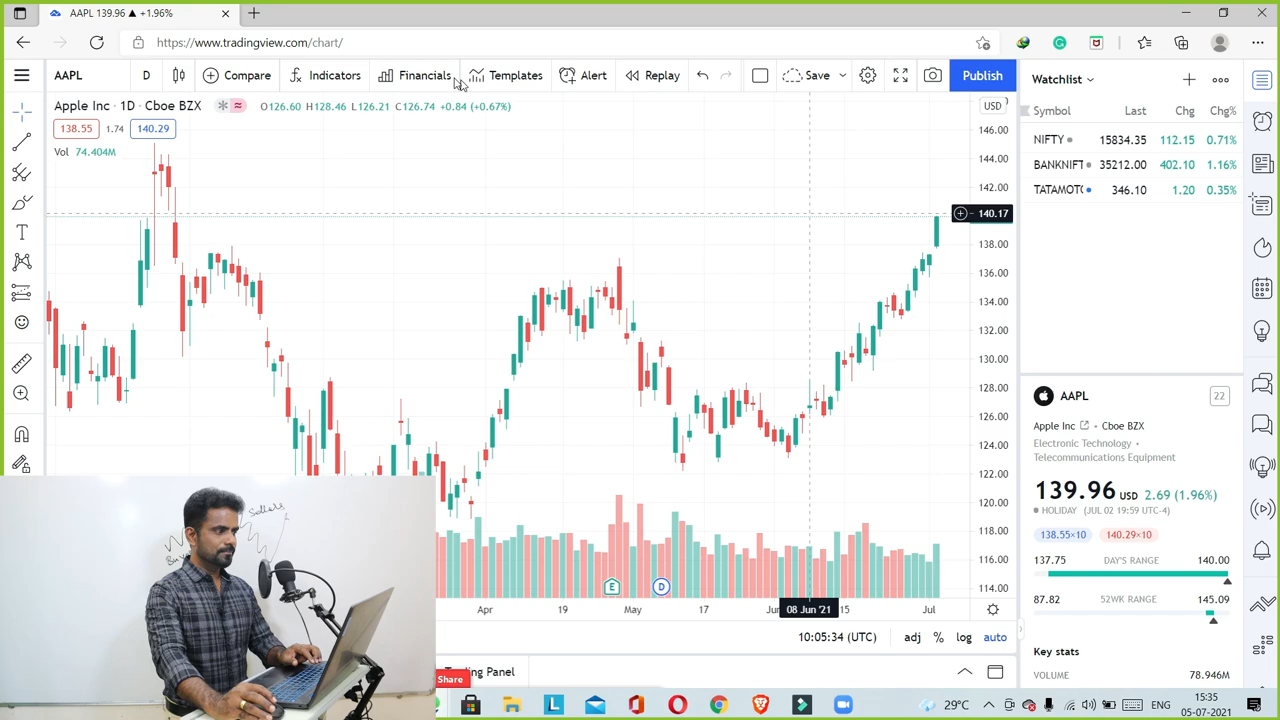 AAPL 139.96 ▲ +1.96%
https://www.tradingview.com/chart/
AAPL
D
Compare
Indicators
Financials
Templates
Alert
Replay
Save
Publish
Apple Inc · 1D · Cboe BZX
O126.60 H128.46 L126.21 C126.74 +0.84 (+0.67%)
138.55
1.74
140.29
Vol 74.404M
USD
146.00
144.00
142.00
140.17
138.00
136.00
134.00
132.00
130.00
128.00
126.00
124.00
122.00
120.00
118.00
116.00
114.00
E
D
Apr
19
May
17
08 Jun '21
15
Jul
10:05:34 (UTC)
adj
%
log
auto
Share
Watchlist
Symbol Last Chg Chg%
NIFTY 15834.35 112.15 0.71%
BANKNIFT 35212.00 402.10 1.16%
TATAMOT 346.10 1.20 0.35%
AAPL
22
Apple Inc · Cboe BZX
Electronic Technology ·
Telecommunications Equipment
139.96 USD 2.69 (1.96%)
HOLIDAY (JUL 02 19:59 UTC-4)
138.55×10
140.29×10
137.75 DAY'S RANGE 140.00
87.82 52WK RANGE 145.09
Key stats
VOLUME 78.946M
Sellers
29°C
ENG
15:35
05-07-2021